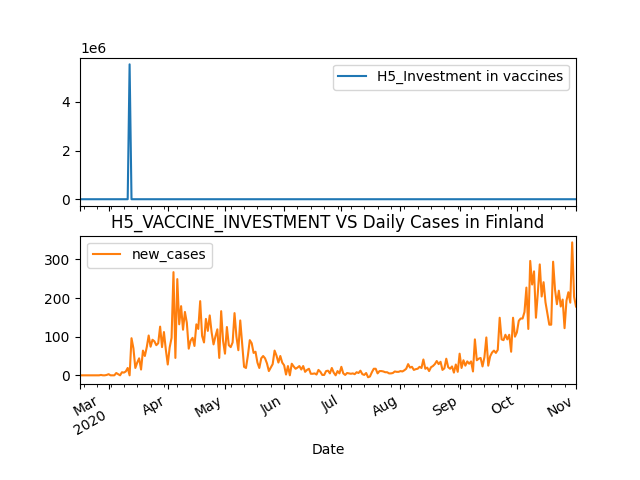 1e6
H5_Investment in vaccines
4
2
0
H5_VACCINE_INVESTMENT VS Daily Cases in Finland
new_cases
300
200
100
0
Mar
2020
Apr
May
Jun
Jul
Aug
Sep
Oct
Nov
Date